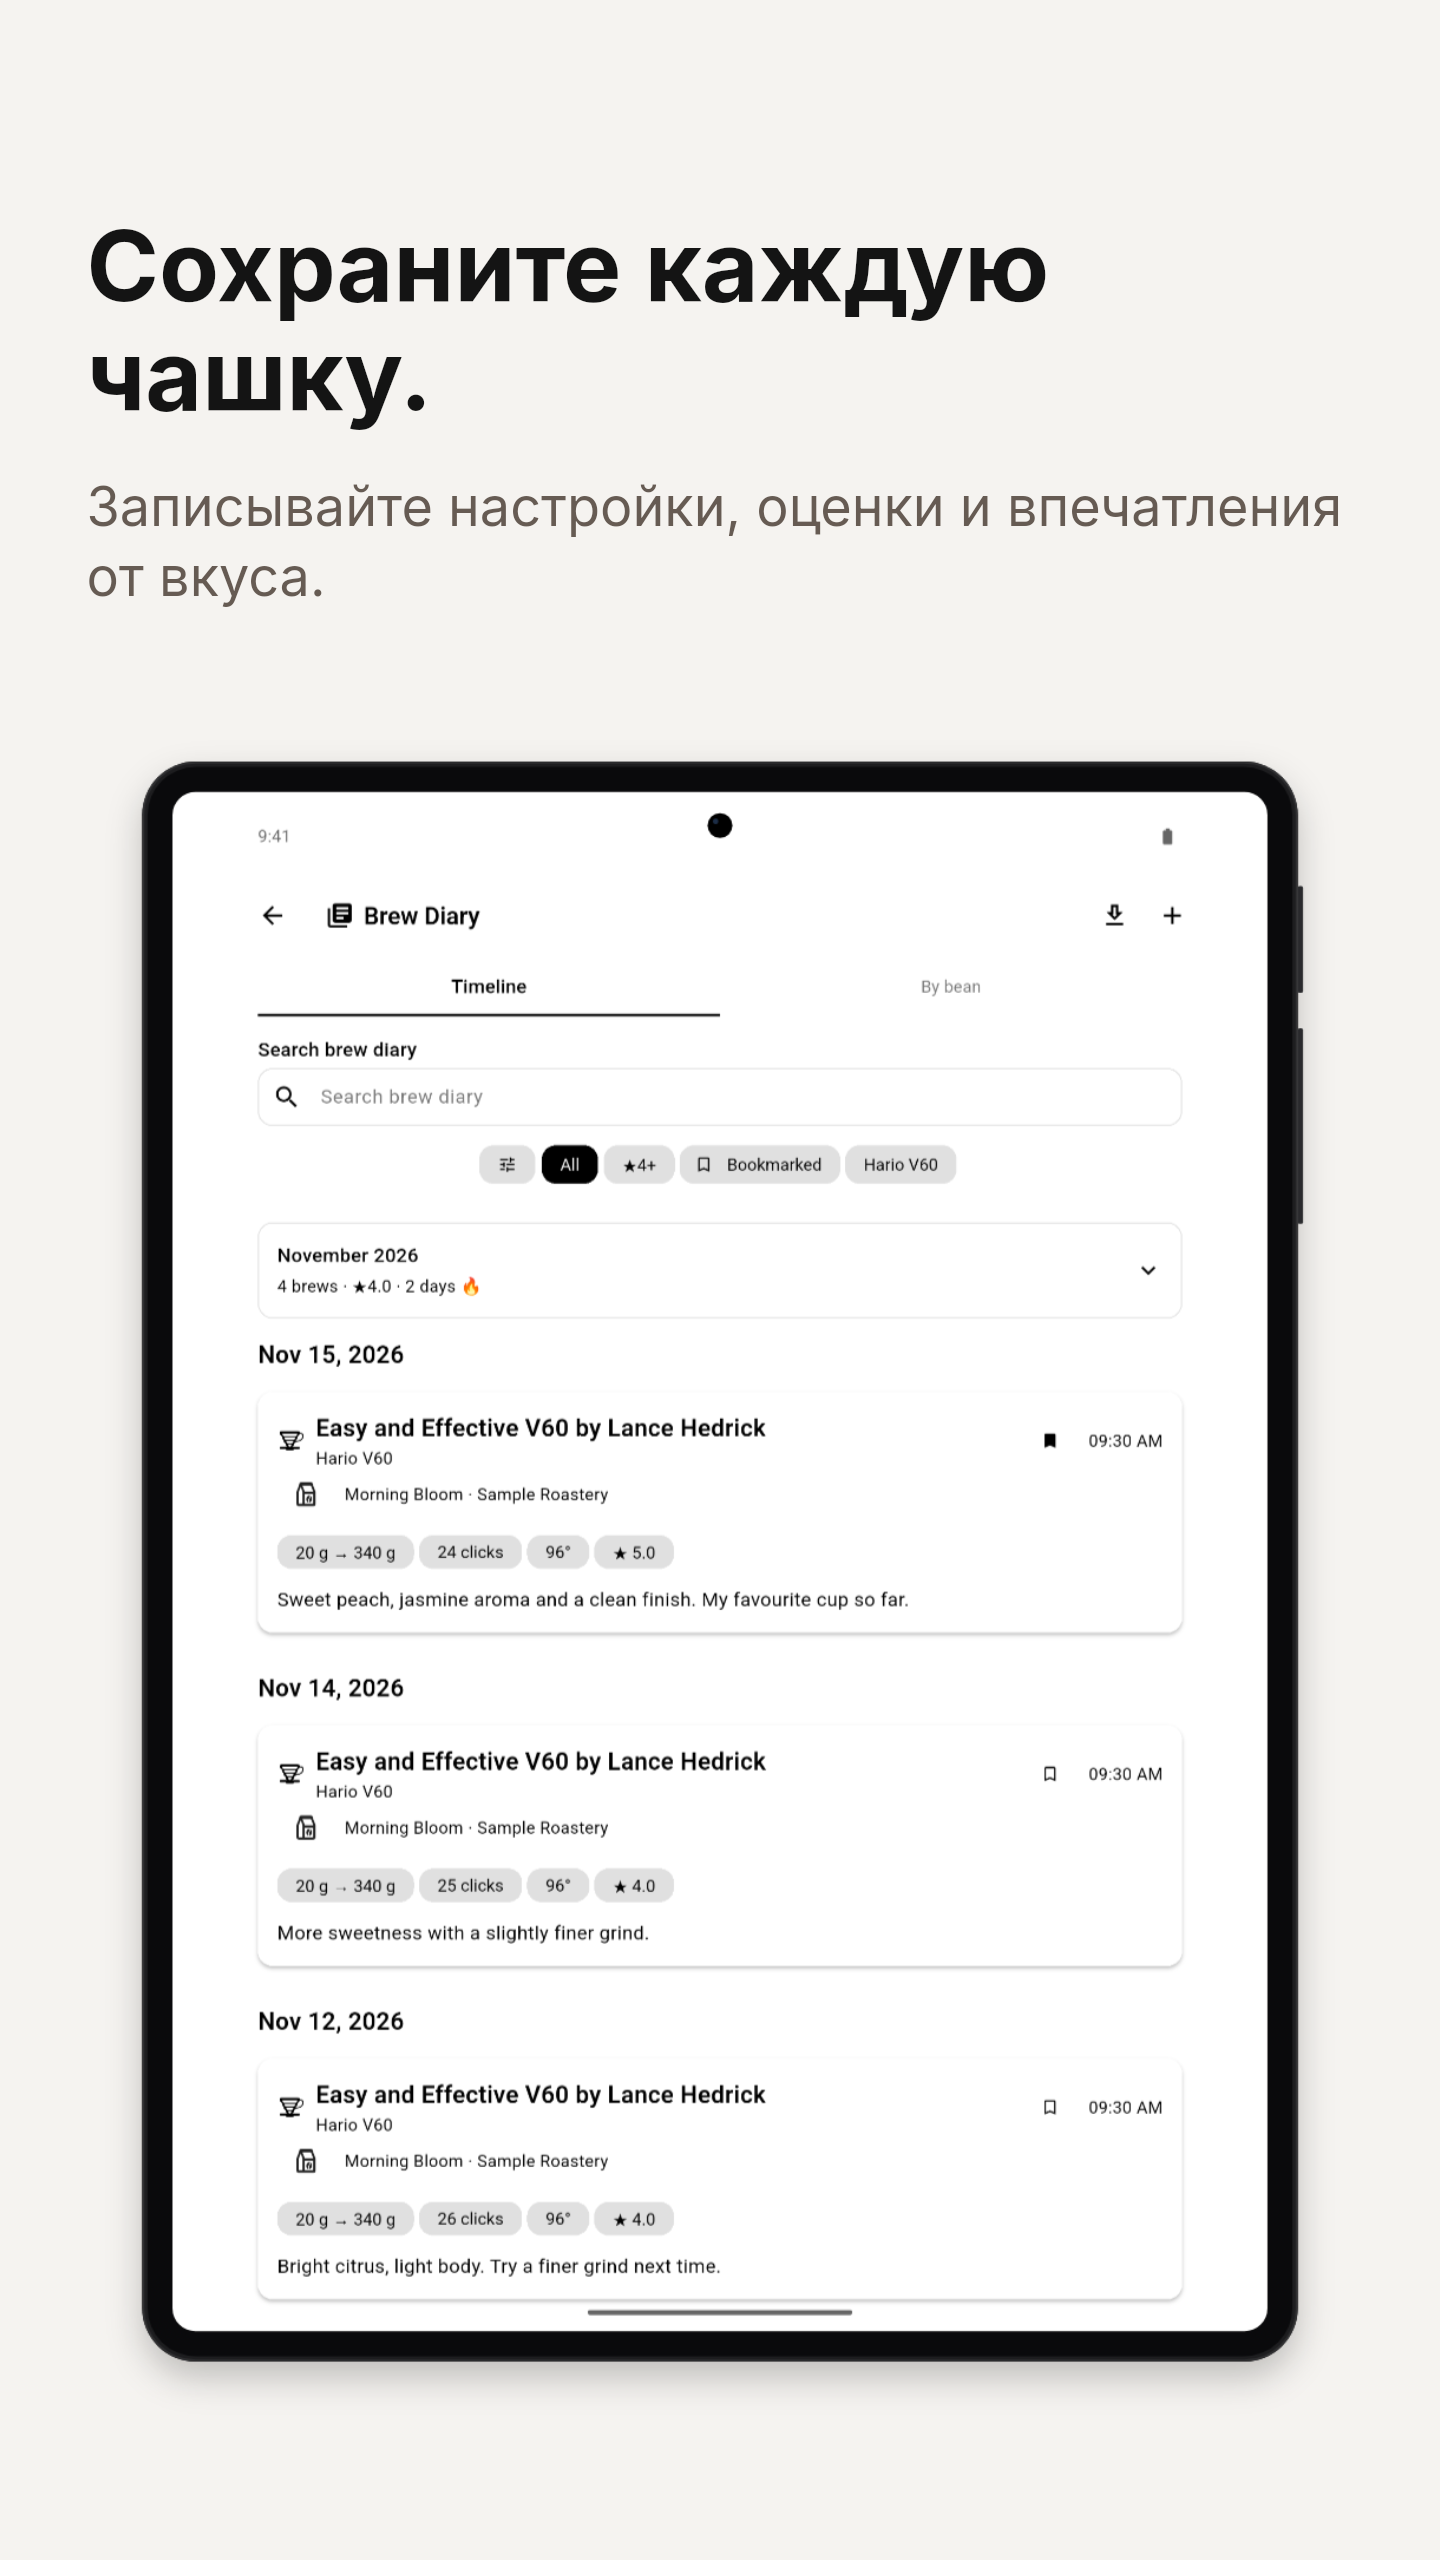 Сохраните каждую
чашку.
Записывайте настройки, оценки и впечатления
от вкуса.
9:41
Brew Diary
Timeline
By bean
Search brew diary
Search brew diary
All
★4+
Bookmarked
Hario V60
November 2026
4 brews · ★4.0 · 2 days 🔥
Nov 15, 2026
Easy and Effective V60 by Lance Hedrick
09:30 AM
Hario V60
Morning Bloom · Sample Roastery
20 g → 340 g
24 clicks
96°
★ 5.0
Sweet peach, jasmine aroma and a clean finish. My favourite cup so far.
Nov 14, 2026
Easy and Effective V60 by Lance Hedrick
09:30 AM
Hario V60
Morning Bloom · Sample Roastery
20 g → 340 g
25 clicks
96°
★ 4.0
More sweetness with a slightly finer grind.
Nov 12, 2026
Easy and Effective V60 by Lance Hedrick
09:30 AM
Hario V60
Morning Bloom · Sample Roastery
20 g → 340 g
26 clicks
96°
★ 4.0
Bright citrus, light body. Try a finer grind next time.